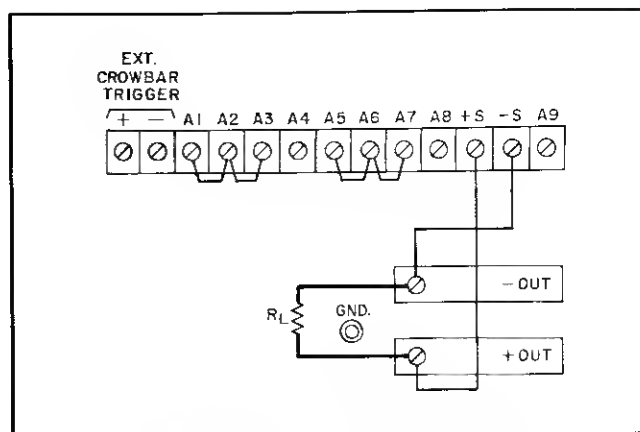 EXT.
CROWBAR
TRIGGER
+ − A1 A2 A3 A4 A5 A6 A7 A8 +S -S A9
− OUT
RL
GND.
+ OUT